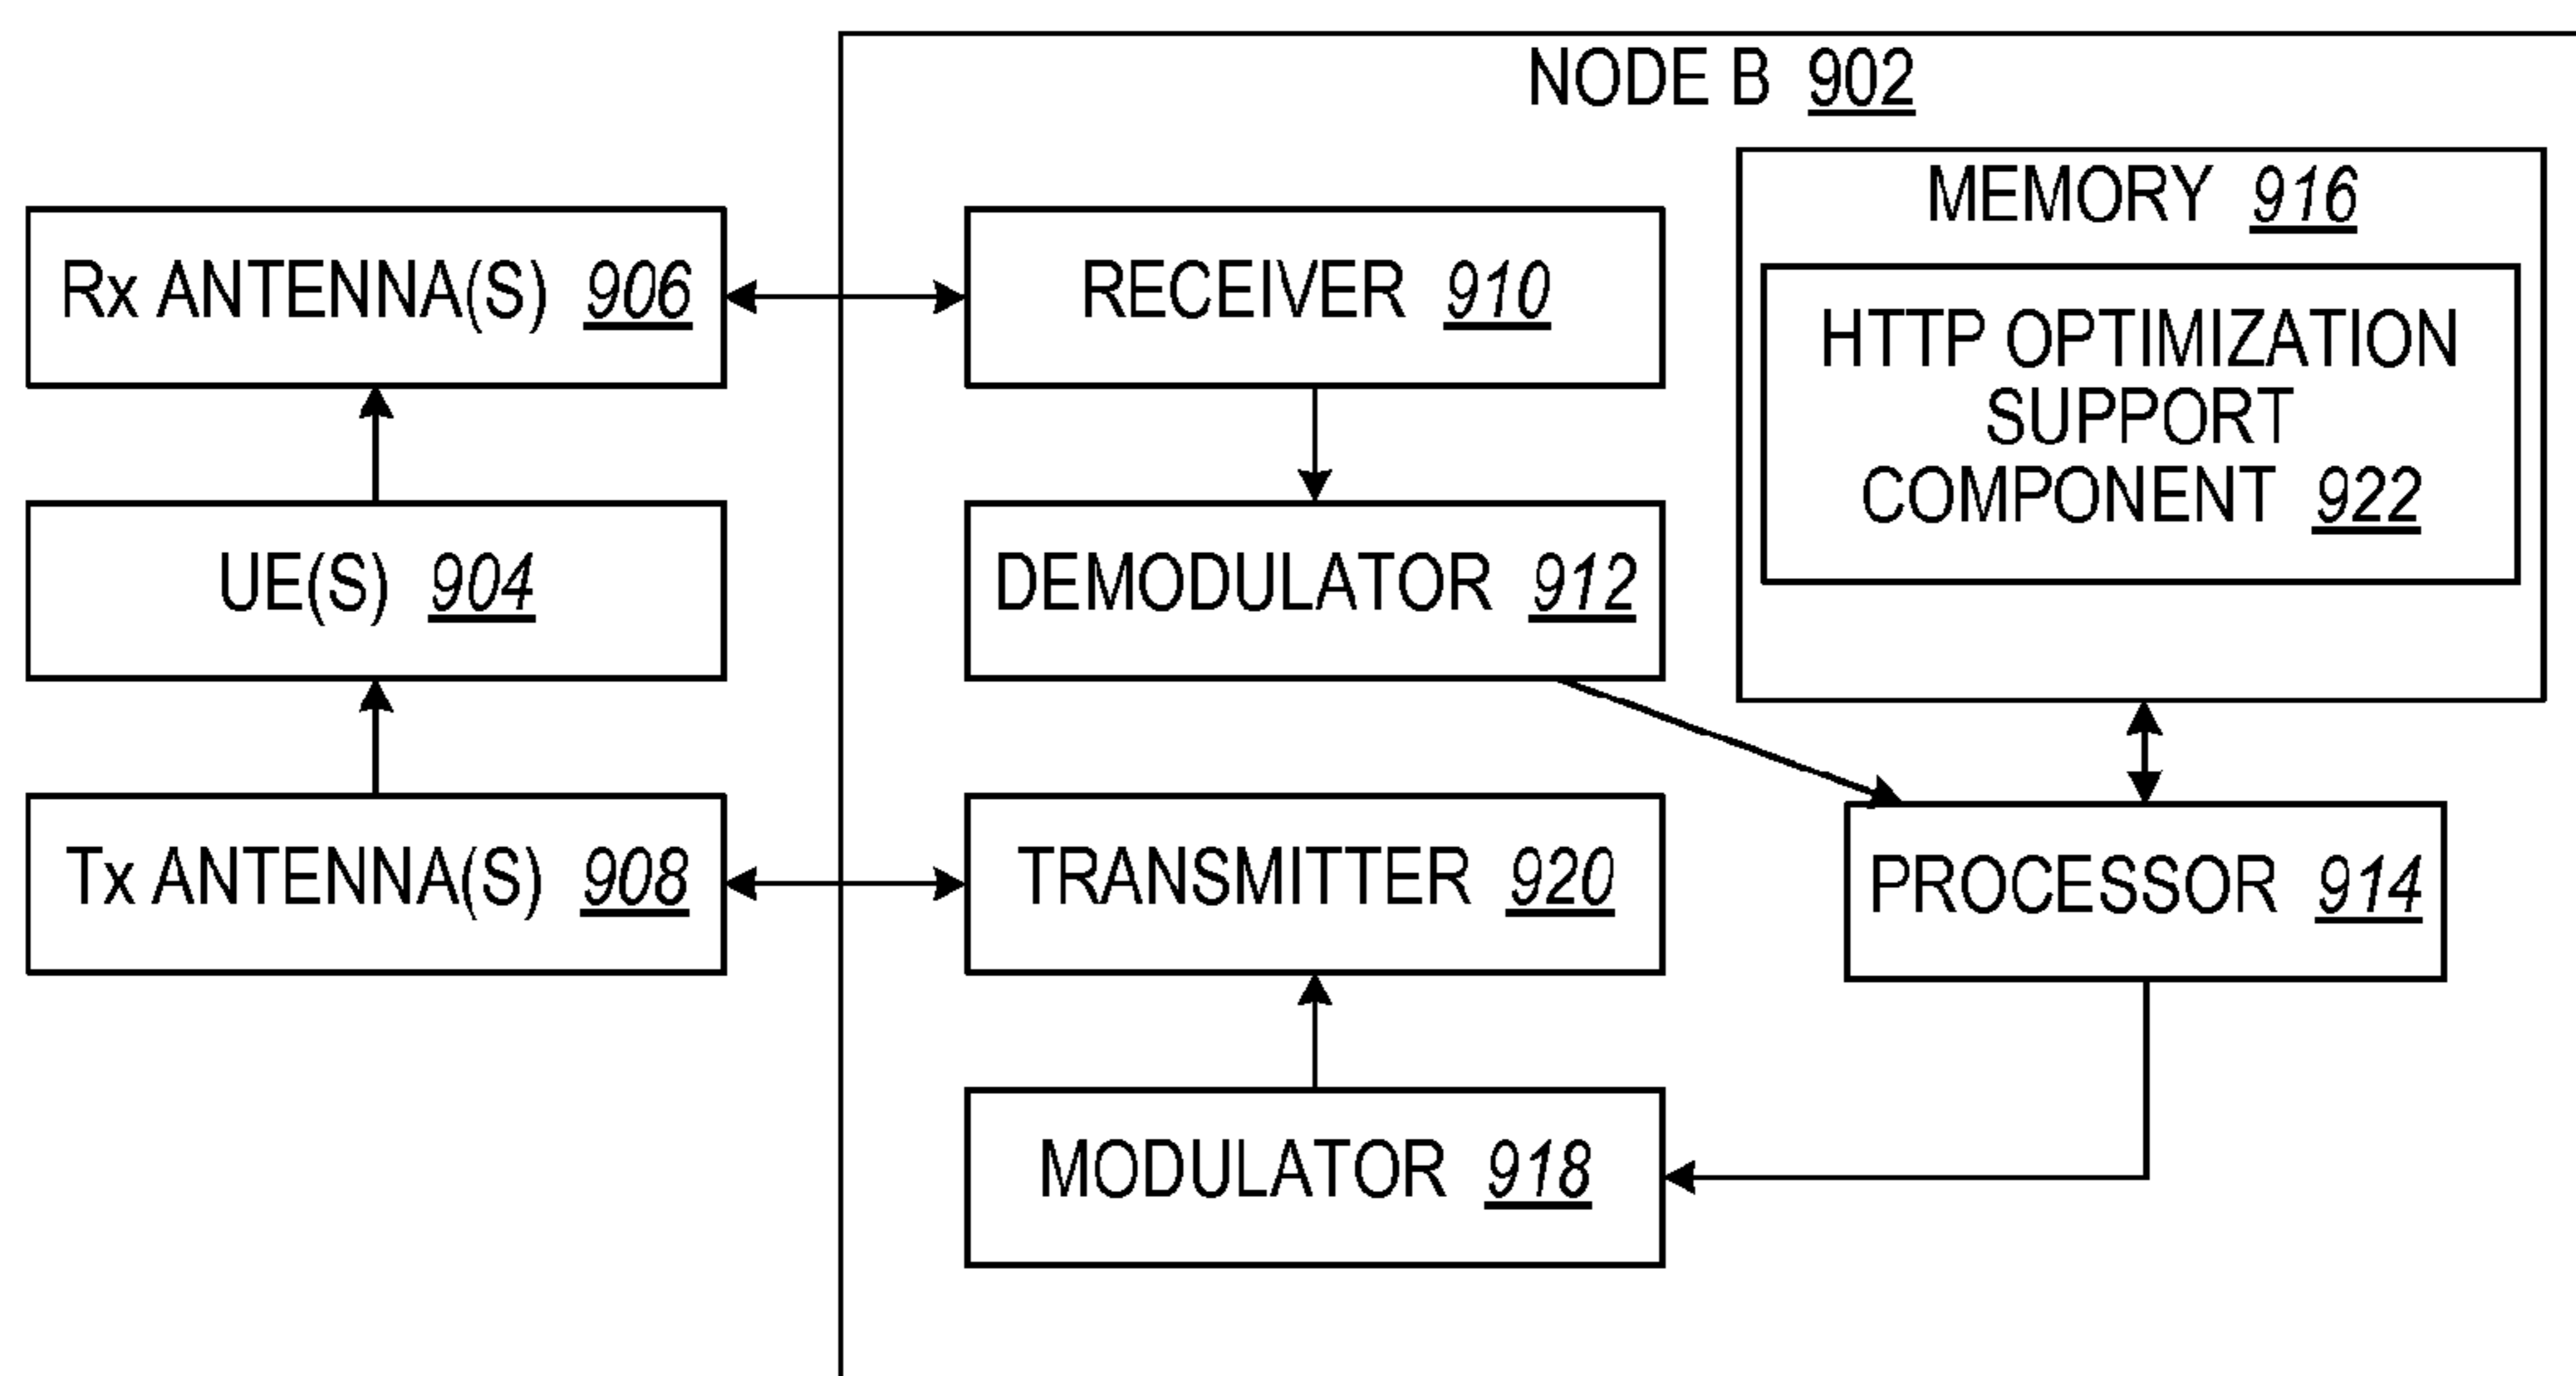 NODE B 902
MEMORY 916
Rx ANTENNA(S) 906
RECEIVER 910
HTTP OPTIMIZATION
SUPPORT
COMPONENT 922
UE(S) 904
DEMODULATOR 912
Tx ANTENNA(S) 908
TRANSMITTER 920
PROCESSOR 914
MODULATOR 918